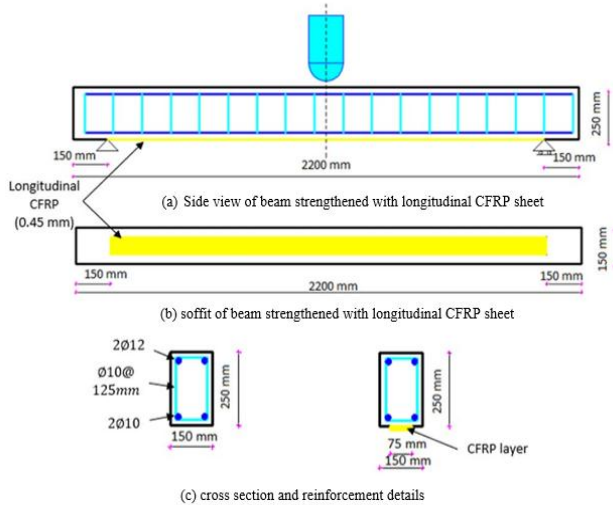 250 mm
150 mm
2200 mm
150 mm
Longitudinal
CFRP
(0.45 mm)
(a) Side view of beam strengthened with longitudinal CFRP sheet
150 mm
150 mm
150 mm
2200 mm
(b) soffit of beam strengthened with longitudinal CFRP sheet
2Ø12
Ø10@
125mm
2Ø10
250 mm
150 mm
250 mm
75 mm
150 mm
CFRP layer
(c) cross section and reinforcement details